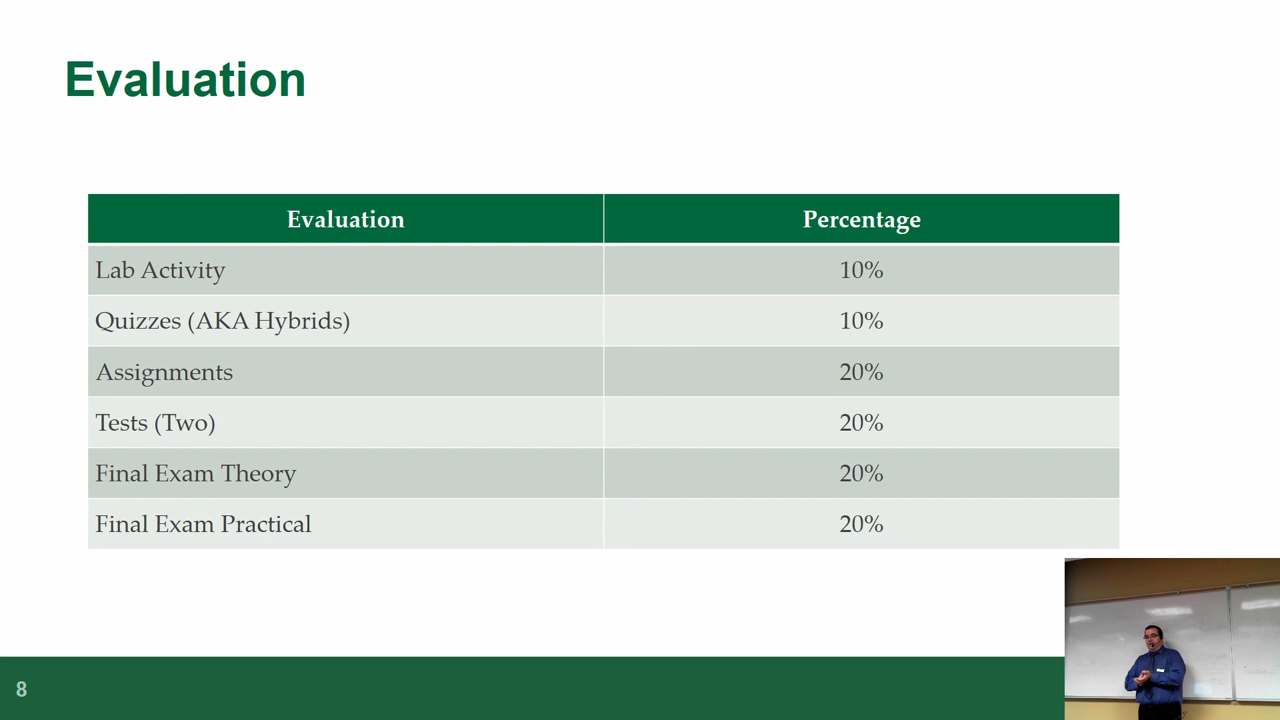 Evaluation
Evaluation Percentage
Lab Activity 10%
Quizzes (AKA Hybrids) 10%
Assignments 20%
Tests (Two) 20%
Final Exam Theory 20%
Final Exam Practical 20%
8